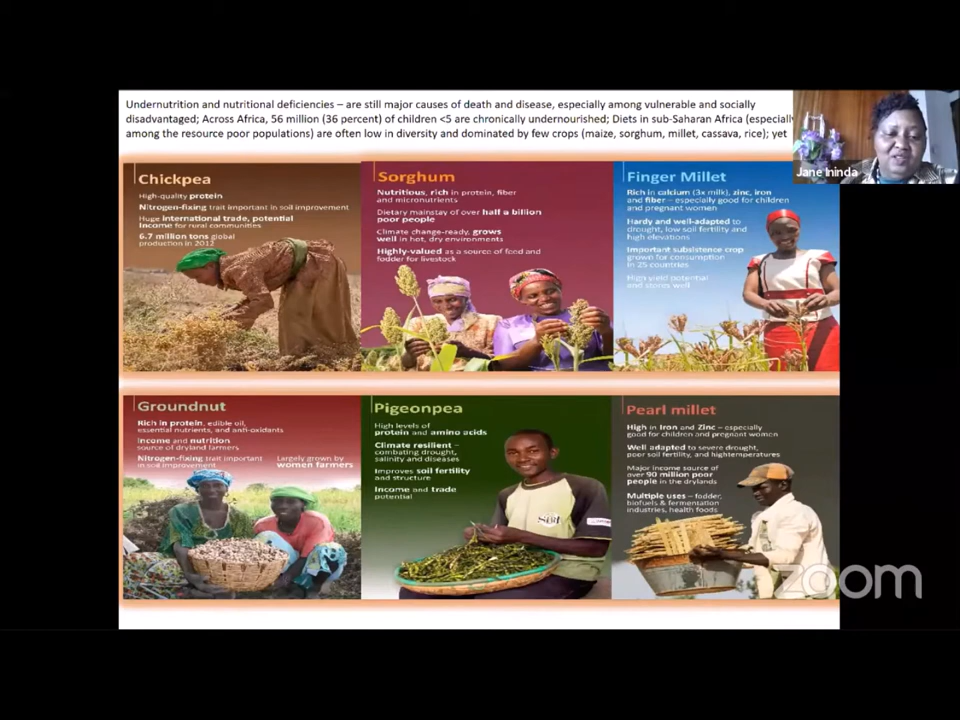 Undernutrition and nutritional deficiencies – are still major causes of death and disease, especially among vulnerable and socially
disadvantaged; Across Africa, 56 million (36 percent) of children <5 are chronically undernourished; Diets in sub-Saharan Africa (especially
among the resource poor populations) are often low in diversity and dominated by few crops (maize, sorghum, millet, cassava, rice); yet
Jane Ininda
Chickpea
High-quality protein
Nitrogen-fixing trait important in soil improvement
Huge international trade, potential
income for rural communities
6.7 million tons global
production in 2012
Sorghum
Nutritious, rich in protein, fiber
and micronutrients
Dietary mainstay of over half a billion
poor people
Climate change-ready, grows
well in hot, dry environments
Highly-valued as a source of food and
fodder for livestock
Finger Millet
Rich in calcium (3x milk), zinc, iron
and fiber – especially good for children
and pregnant women
Hardy and well-adapted to
drought, low soil fertility and
high elevations
Important subsistence crop
grown for consumption
in 25 countries
High yield potential
and stores well
Groundnut
Rich in protein, edible oil,
essential nutrients, and anti-oxidants
Income and nutrition
source of dryland farmers
Nitrogen-fixing trait important
in soil improvement
Largely grown by
women farmers
Pigeonpea
High levels of
protein and amino acids
Climate resilient –
combating drought,
salinity and diseases
Improves soil fertility
and structure
Income and trade
potential
Pearl millet
High in Iron and Zinc – especially
good for children and pregnant women
Well adapted to severe drought,
poor soil fertility, and hightemperatures
Major income source of
over 90 million poor
people in the drylands
Multiple uses – fodder,
biofuels & fermentation
industries, health foods
zoom